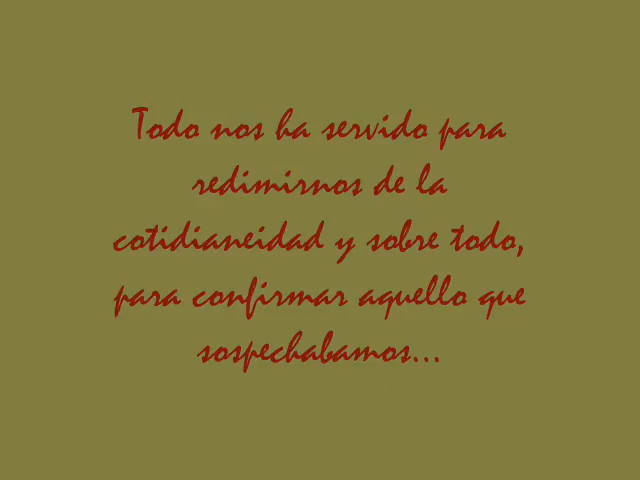 Todo nos ha servido para
redimirnos de la
cotidianeidad y sobre todo,
para confirmar aquello que
sospechabamos...